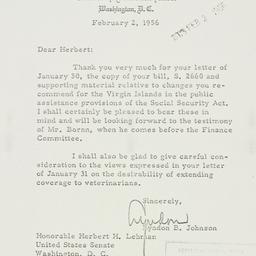 Washington, D. C.
February 2, 1956
Dear Herbert:
Thank you very much for your letter of
January 30, the copy of your bill, S. 2660 and
supporting material relative to changes you re-
commend for the Virgin Islands in the public
assistance provisions of the Social Security Act.
I shall certainly be pleased to bear these in
mind and will be looking forward to the testimony
of Mr. Bornn, when he comes before the Finance
Committee.
I shall also be glad to give careful con-
sideration to the views expressed in your letter
of January 31 on the desirability of extending
coverage to veterinarians.
Sincerely,
Lyndon
Lyndon B. Johnson
Honorable Herbert H. Lehman
United States Senate
Washington, D. C.